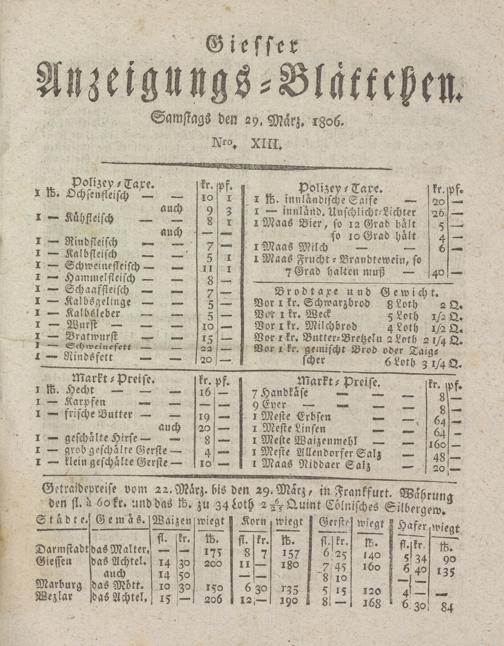 Giesser
Anzeigungs-Blättchen.
Samstags den 29. März. 1806.
Nro. XIII.
Polizey-Taxe. kr. pf.
1 ℔. Ochsenfleisch — — 10 1
auch 9 3
1 — Kühfleisch — — 8 1
auch — —
1 — Rindfleisch — — 7 —
1 — Kalbfleisch — — 5 1
1 — Schweinefleisch — — 11 1
1 — Hammelfleisch — — 8 —
1 — Schaaffleisch — — 7 —
1 — Kalbsgelinge — — 5 —
1 — Kalbsleber — — 5 —
1 — Wurst — — 10 —
1 — Bratwurst — — 15 —
1 — Schweinefett — — 22 —
1 — Rindsfett — — 20 —
Polizey-Taxe. kr. pf.
1 ℔. innländische Saife — 20 —
1 — innländ. Unschlicht-Lichter 26 —
1 Maas Bier, so 12 Grad hält 5 —
so 10 Grad hält 4 —
1 Maas Milch — — 6 —
1 Maas Frucht-Brandtewein, so
7 Grad halten muß — 40 —
Brodtaxe und Gewicht.
Vor 1 kr. Schwarzbrod 8 Loth 2 Q.
Vor 1 kr. Weck 5 Loth 1/2 Q.
Vor 1 kr. Milchbrod 4 Loth 1/2 Q.
Vor 1 kr. Butter-Bretzeln 2 Loth 2 1/4 Q.
Vor 1 kr. gemischt Brod oder Taig-
scher 6 Loth 3 1/4 Q.
Markt-Preise. kr. pf.
1 ℔. Hecht — — 16 —
1 — Karpfen — —
1 — frische Butter — — 19 —
auch 20 —
1 — geschälte Hirse — — 8 —
1 — grob geschälte Gerste — 4 —
1 — klein geschälte Gerste — 10 —
Markt-Preise. kr. pf.
7 Handkäse — — 8 —
9 Eyer — — — 8 —
1 Meste Erbsen — — 64 —
1 Meste Linsen — — 64 —
1 Meste Waizenmehl — — 160 —
1 Meste Allendorfer Salz — 48 —
1 Maas Niddaer Salz — 20 —
Getraidepreise vom 22. März. bis den 29. März, in Frankfurt. Währung
den fl. à 60 kr. und das ℔. zu 34 Loth 2 Quint Cölnisches Silbergew.
Städte. Gemäs. Waizen wiegt Korn wiegt Gerste wiegt Hafer wiegt
fl. kr. ℔. fl. kr. ℔. fl. kr. ℔. fl. kr. ℔.
Darmstadt das Malter. — — 175 8 7 157 6 25 140 5 34 90
Giessen das Achtel. 14 30 200 11 — 180 7 45 160 6 40 135
auch 14 50 — — 8 10 — —
Marburg das Mött. 10 30 150 6 30 135 5 15 120 4 — —
Wezlar das Achtel. 15 — 206 12 — 190 8 — 168 6 30 84